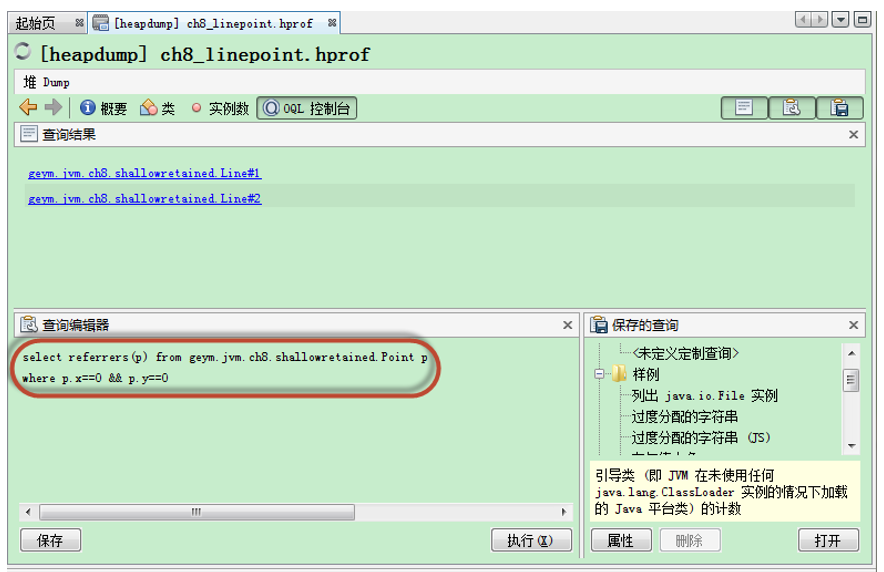 起始页 [heapdump] ch8_linepoint.hprof
[heapdump] ch8_linepoint.hprof
堆 Dump
概要 类 实例数 OQL 控制台
查询结果
geym.jvm.ch8.shallowretained.Line#1
geym.jvm.ch8.shallowretained.Line#2
查询编辑器
select referrers(p) from geym.jvm.ch8.shallowretained.Point p
where p.x==0 && p.y==0
保存
执行(X)
保存的查询
<未定义定制查询>
样例
列出 java.io.File 实例
过度分配的字符串
过度分配的字符串 (JS)
引导类 (即 JVM 在未使用任何
java.lang.ClassLoader 实例的情况下加载
的 Java 平台类) 的计数
属性
删除
打开